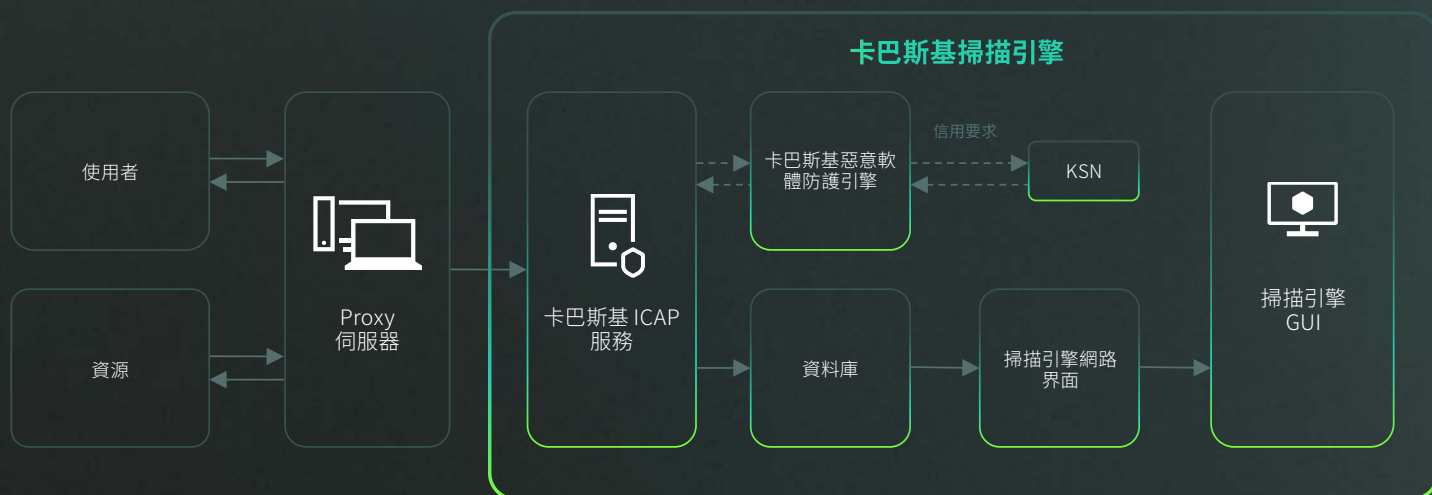 卡巴斯基掃描引擎
使用者
資源
Proxy
伺服器
卡巴斯基 ICAP
服務
卡巴斯基惡意軟
體防護引擎
信用要求
KSN
資料庫
掃描引擎網路
界面
掃描引擎
GUI